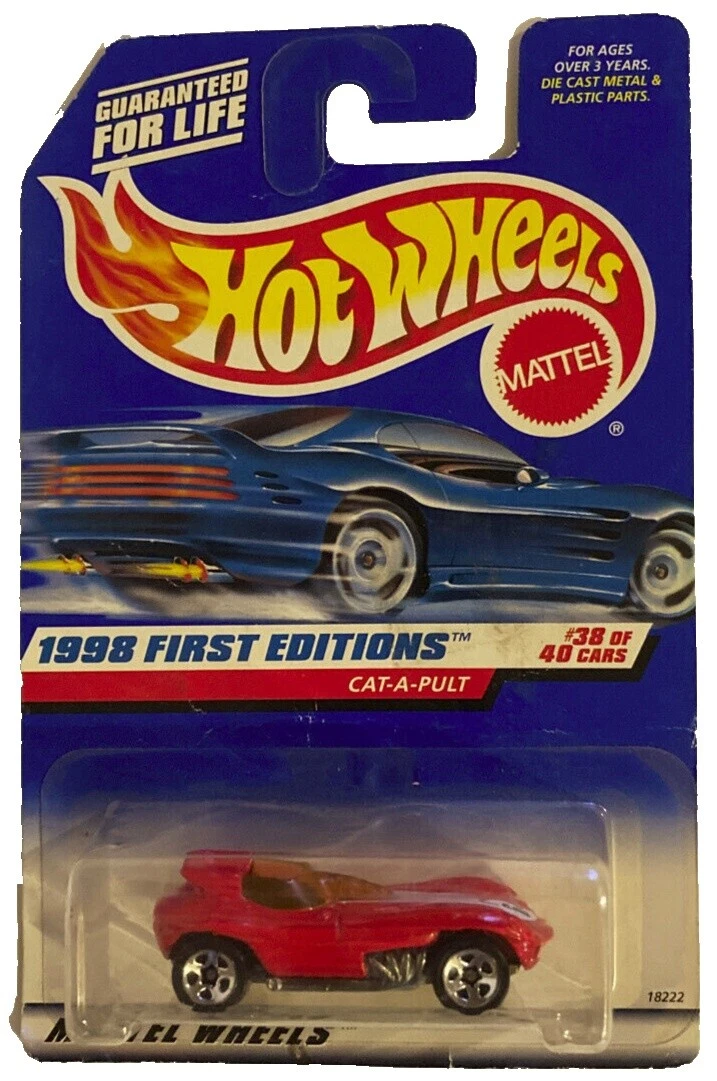 GUARANTEED
FOR LIFE
FOR AGES
OVER 3 YEARS.
DIE CAST METAL &
PLASTIC PARTS.
HOT WHEELS
MATTEL
®
1998 FIRST EDITIONS™
#38 OF
40 CARS
CAT-A-PULT
18222
WHEELS™